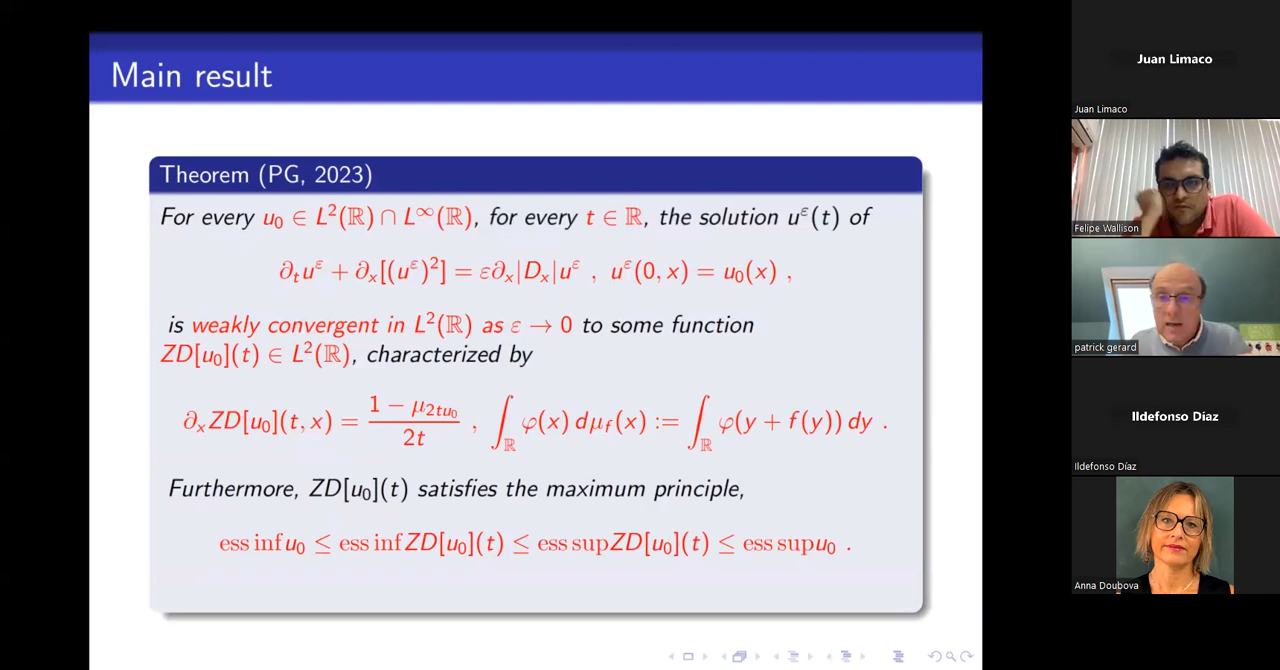 Main result
Theorem (PG, 2023)
For every u₀ ∈ L²(ℝ) ∩ L^∞(ℝ), for every t ∈ ℝ, the solution u^ε(t) of
∂ₜu^ε + ∂ₓ[(u^ε)²] = ε∂ₓ|Dₓ|u^ε , u^ε(0, x) = u₀(x) ,
is weakly convergent in L²(ℝ) as ε → 0 to some function
ZD[u₀](t) ∈ L²(ℝ), characterized by
∂ₓZD[u₀](t, x) = (1 − μ_{2tu₀})/(2t) , ∫_ℝ φ(x) dμ_f(x) := ∫_ℝ φ(y + f(y)) dy .
Furthermore, ZD[u₀](t) satisfies the maximum principle,
ess inf u₀ ≤ ess inf ZD[u₀](t) ≤ ess sup ZD[u₀](t) ≤ ess sup u₀ .
Juan Limaco
Juan Limaco
Felipe Wallison
patrick gerard
Ildefonso Díaz
Ildefonso Díaz
Anna Doubova